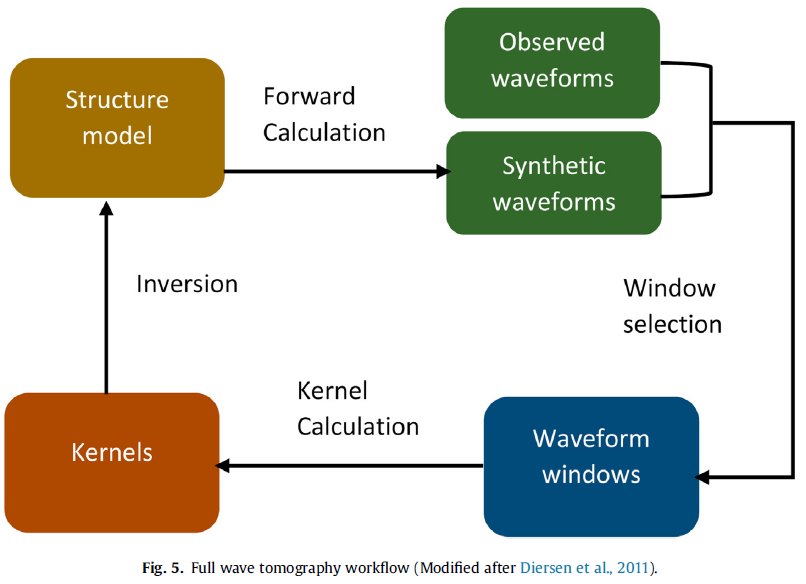 Structure
model
Forward
Calculation
Observed
waveforms
Synthetic
waveforms
Inversion
Window
selection
Kernels
Kernel
Calculation
Waveform
windows
Fig. 5. Full wave tomography workflow (Modified after Diersen et al., 2011).